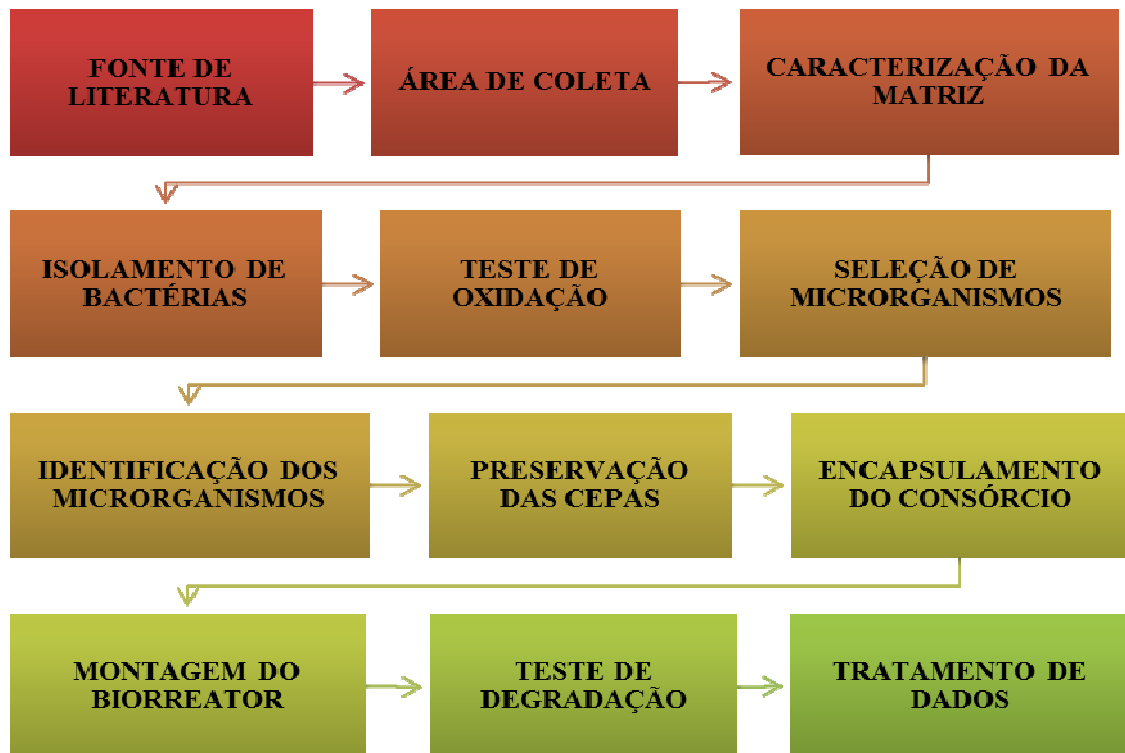 FONTE DE
LITERATURA
ÁREA DE COLETA
CARACTERIZAÇÃO DA
MATRIZ
ISOLAMENTO DE
BACTÉRIAS
TESTE DE
OXIDAÇÃO
SELEÇÃO DE
MICRORGANISMOS
IDENTIFICAÇÃO DOS
MICRORGANISMOS
PRESERVAÇÃO
DAS CEPAS
ENCAPSULAMENTO
DO CONSÓRCIO
MONTAGEM DO
BIORREATOR
TESTE DE
DEGRADAÇÃO
TRATAMENTO DE
DADOS